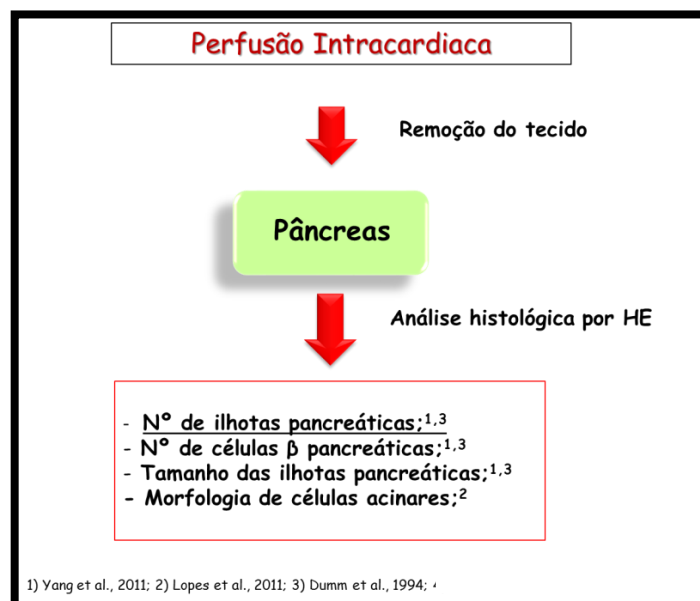 Perfusão Intracardiaca
Remoção do tecido
Pâncreas
Análise histológica por HE
- Nº de ilhotas pancreáticas;1,3
- Nº de células β pancreáticas;1,3
- Tamanho das ilhotas pancreáticas;1,3
- Morfologia de células acinares;2
1) Yang et al., 2011; 2) Lopes et al., 2011; 3) Dumm et al., 1994;